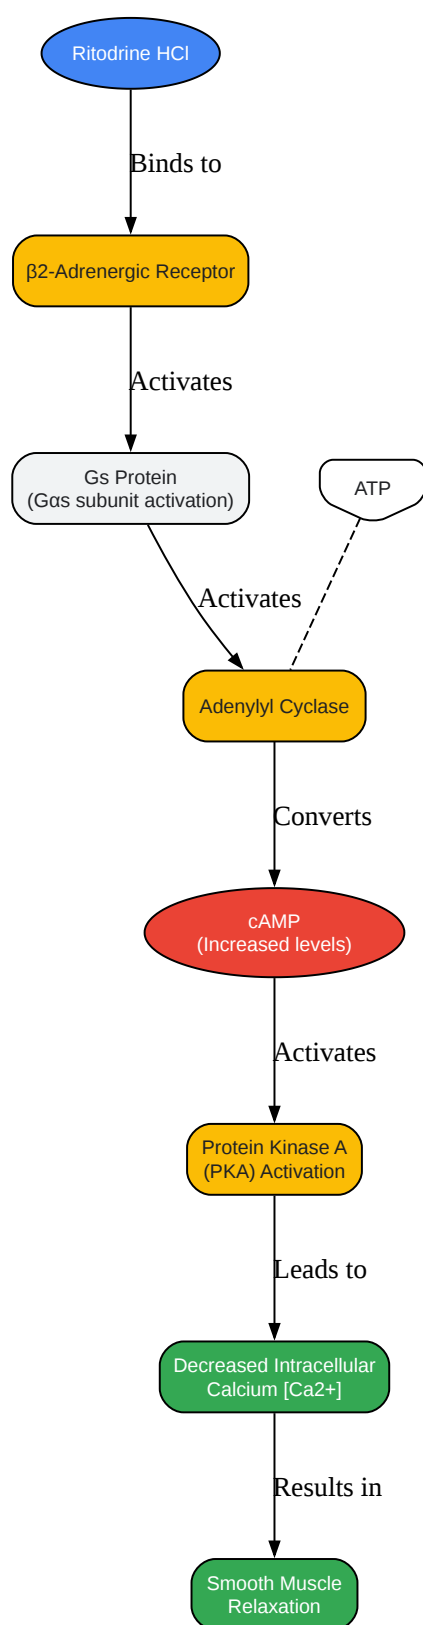 Ritodrine HCl
Binds to
β2-Adrenergic Receptor
Activates
Gs Protein
(Gαs subunit activation)
ATP
Activates
Adenylyl Cyclase
Converts
cAMP
(Increased levels)
Activates
Protein Kinase A
(PKA) Activation
Leads to
Decreased Intracellular
Calcium [Ca2+]
Results in
Smooth Muscle
Relaxation